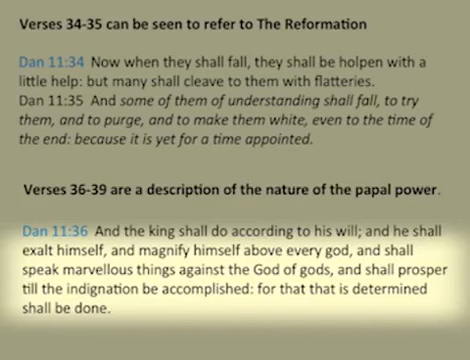 Verses 34-35 can be seen to refer to The Reformation
Dan 11:34 Now when they shall fall, they shall be holpen with a
little help: but many shall cleave to them with flatteries.
Dan 11:35 And some of them of understanding shall fall, to try
them, and to purge, and to make them white, even to the time of
the end: because it is yet for a time appointed.
Verses 36-39 are a description of the nature of the papal power.
Dan 11:36 And the king shall do according to his will; and he shall
exalt himself, and magnify himself above every god, and shall
speak marvellous things against the God of gods, and shall prosper
till the indignation be accomplished: for that that is determined
shall be done.